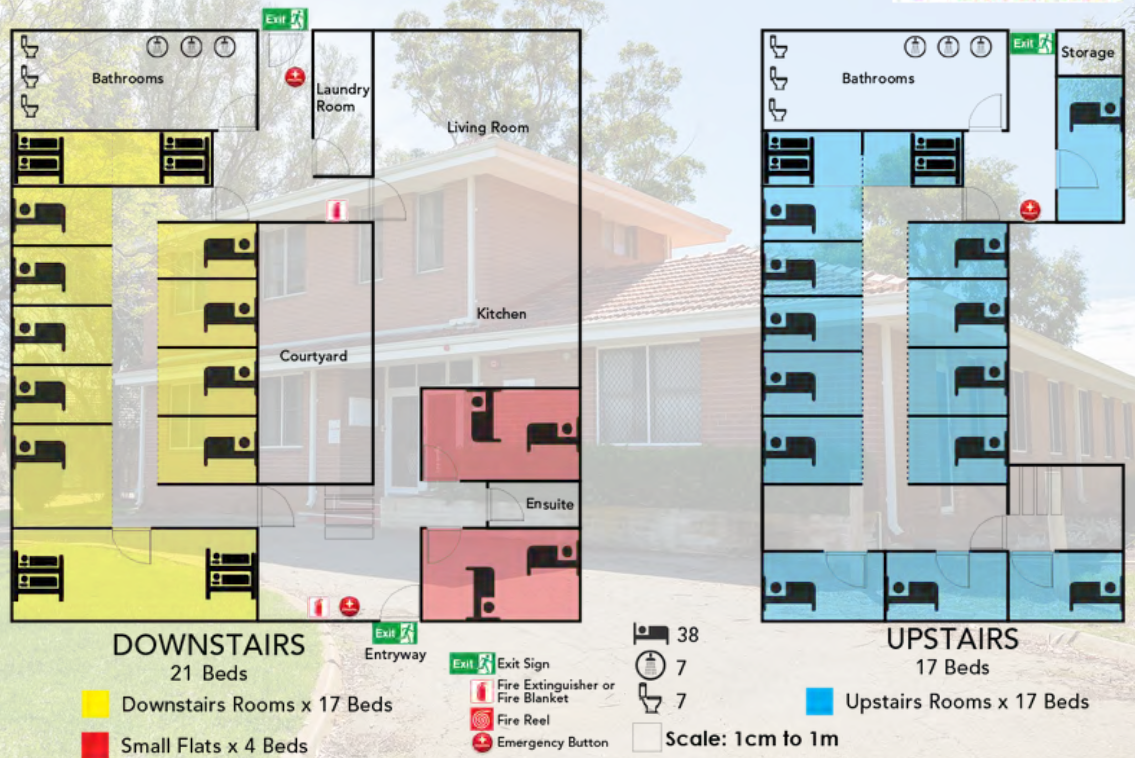 Exit
Bathrooms
Laundry
Room
Living Room
Kitchen
Courtyard
Ensuite
Exit
Entryway
DOWNSTAIRS
21 Beds
Downstairs Rooms x 17 Beds
Small Flats x 4 Beds
Exit
Exit Sign
Fire Extinguisher or
Fire Blanket
Fire Reel
Emergency Button
38
7
7
Scale: 1cm to 1m
Exit
Storage
Bathrooms
UPSTAIRS
17 Beds
Upstairs Rooms x 17 Beds